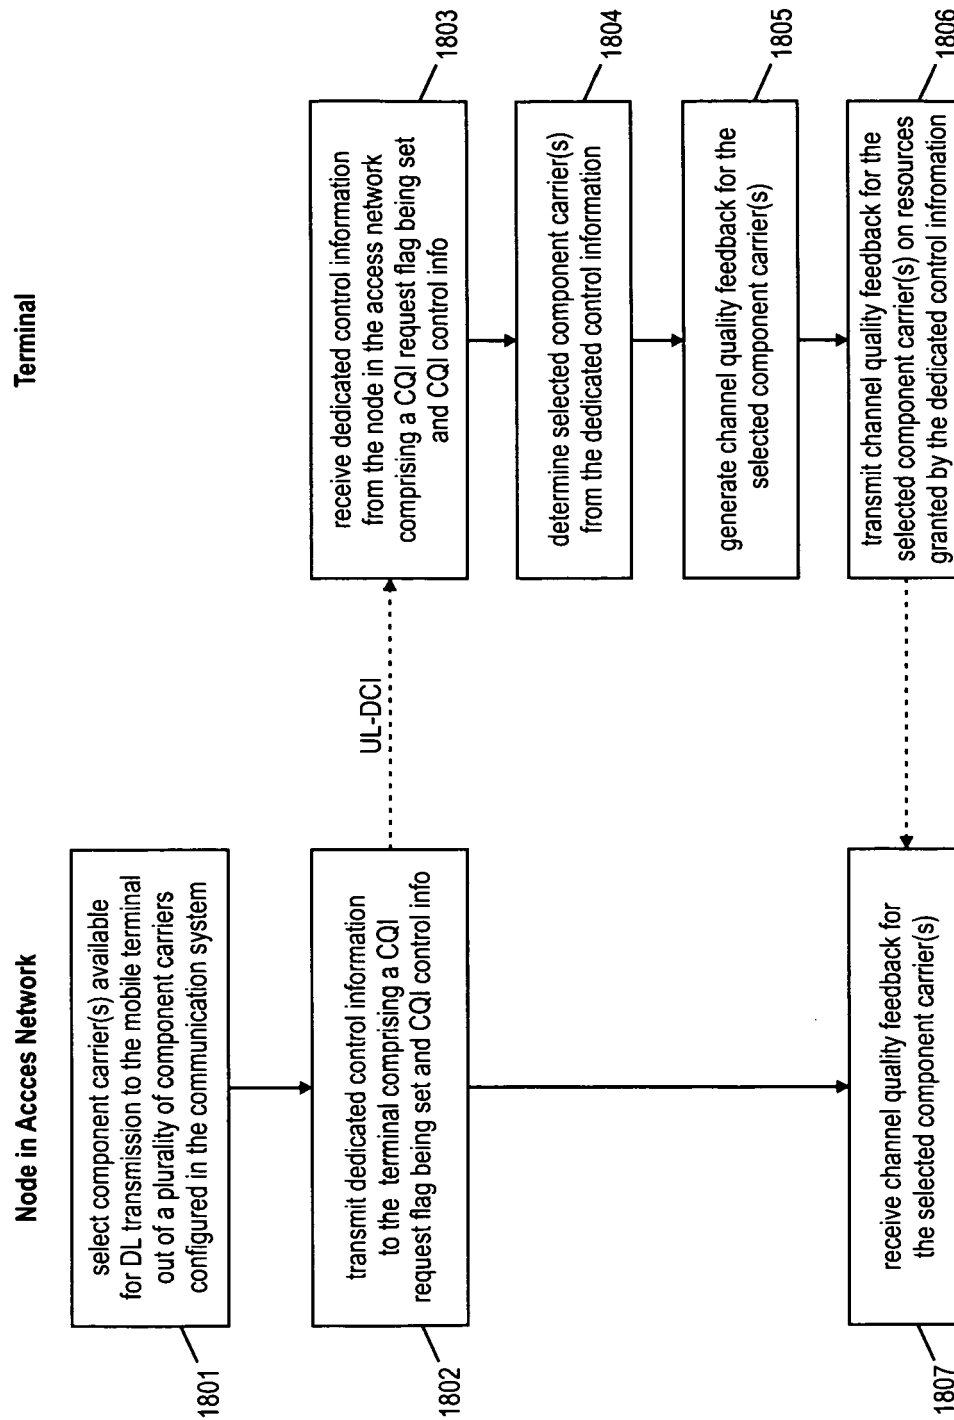 Node in Accces Network
Terminal
select component carrier(s) available
for DL transmission to the mobile terminal
out of a plurality of component carriers
configured in the communication system
1801
transmit dedicated control information
to the terminal comprising a CQI
request flag being set and CQI control info
1802
UL-DCI
receive dedicated control information
from the node in the access network
comprising a CQI request flag being set
and CQI control info
1803
determine selected component carrier(s)
from the dedicated control information
1804
generate channel quality feedback for the
selected component carrier(s)
1805
transmit channel quality feedback for the
selected component carrier(s) on resources
granted by the dedicated control infromation
1806
receive channel quality feedback for
the selected component carrier(s)
1807